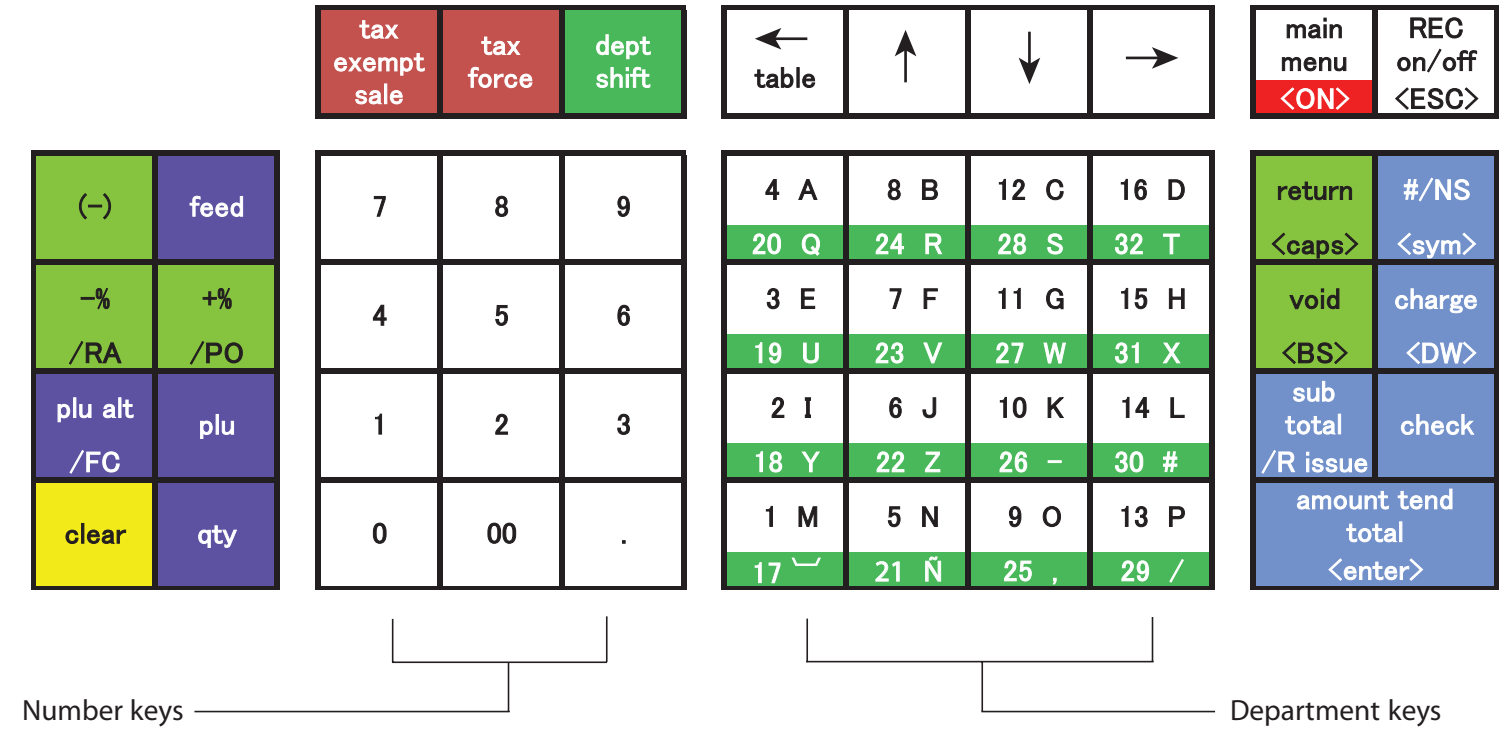 tax
exempt
sale
tax
force
dept
shift
table
main
menu
<ON>
REC
on/off
<ESC>
(−)
feed
−%
/RA
+%
/PO
plu alt
/FC
plu
clear
qty
7
8
9
4
5
6
1
2
3
0
00
.
4 A
20 Q
8 B
24 R
12 C
28 S
16 D
32 T
3 E
19 U
7 F
23 V
11 G
27 W
15 H
31 X
2 I
18 Y
6 J
22 Z
10 K
26 −
14 L
30 #
1 M
17
5 N
21 Ñ
9 O
25 ,
13 P
29 /
return
<caps>
#/NS
<sym>
void
<BS>
charge
<DW>
sub
total
/R issue
check
amount tend
total
<enter>
Number keys
Department keys